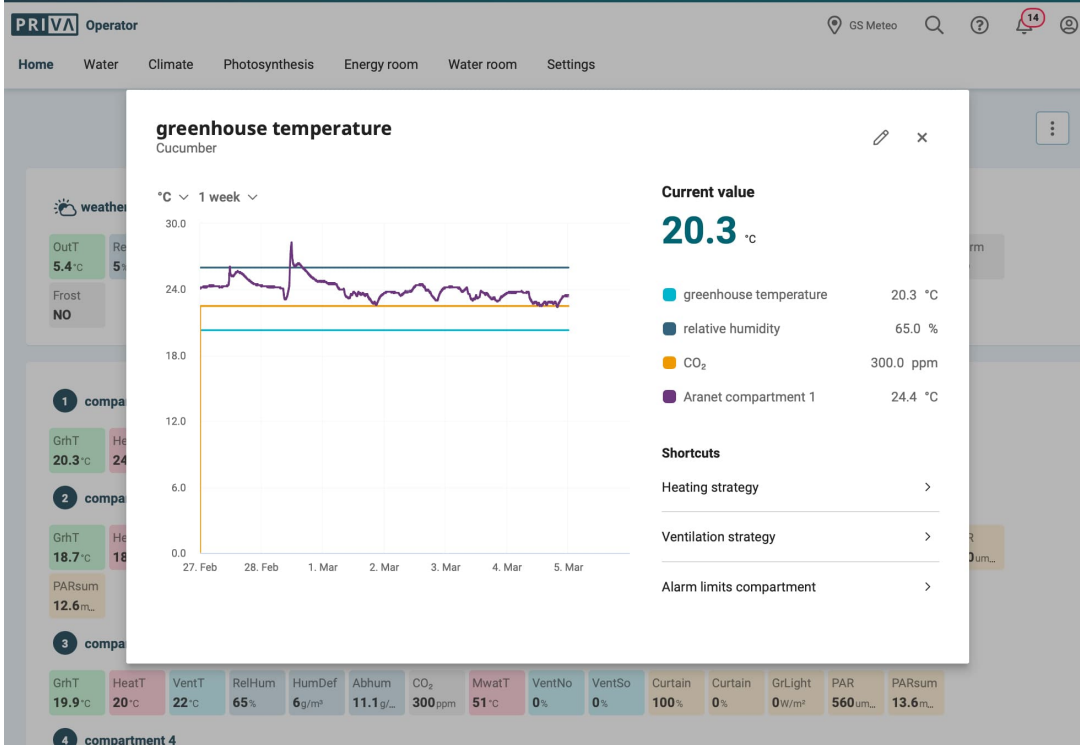 PRIVA Operator
GS Meteo
14
Home Water Climate Photosynthesis Energy room Water room Settings
greenhouse temperature
Cucumber
°C 1 week
30.0
24.0
18.0
12.0
6.0
0.0
27. Feb 28. Feb 1. Mar 2. Mar 3. Mar 4. Mar 5. Mar
Current value
20.3 °C
greenhouse temperature 20.3 °C
relative humidity 65.0 %
CO₂ 300.0 ppm
Aranet compartment 1 24.4 °C
Shortcuts
Heating strategy
Ventilation strategy
Alarm limits compartment
OutT
5.4 °C
Frost
NO
1
GrhT
20.3 °C
2
GrhT
18.7 °C
PARsum
12.6 m...
3
GrhT HeatT VentT RelHum HumDef Abhum CO₂ MwatT VentNo VentSo Curtain Curtain GrLight PAR PARsum
19.9 °C 20 °C 22 °C 65 % 6 g/m³ 11.1 g/... 300 ppm 51 °C 0 % 0 % 100 % 0 % 0 W/m² 560 um... 13.6 m...
4 compartment 4